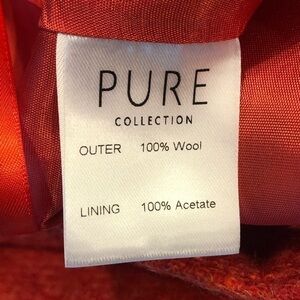 PURE
COLLECTION
OUTER 100% Wool
LINING 100% Acetate